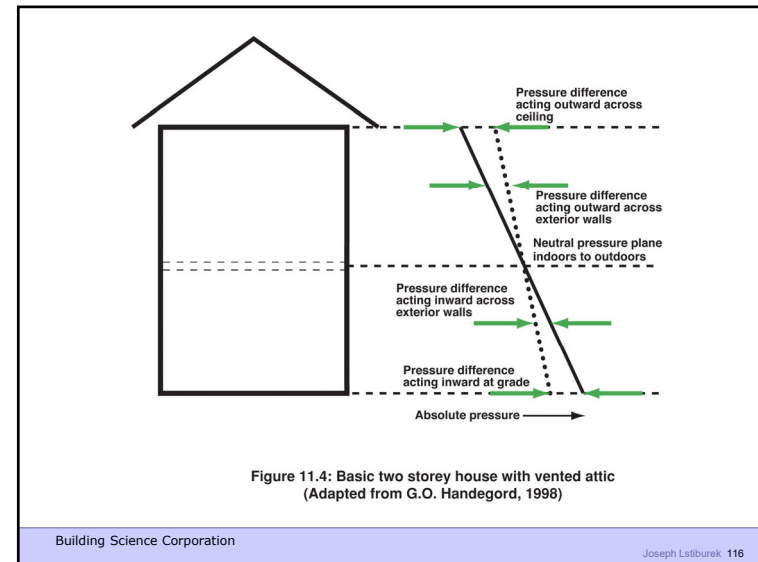 Pressure difference
acting outward across
ceiling
Pressure difference
acting outward across
exterior walls
Neutral pressure plane
indoors to outdoors
Pressure difference
acting inward across
exterior walls
Pressure difference
acting inward at grade
Absolute pressure
Figure 11.4: Basic two storey house with vented attic
(Adapted from G.O. Handegord, 1998)
Building Science Corporation
Joseph Lstiburek 116